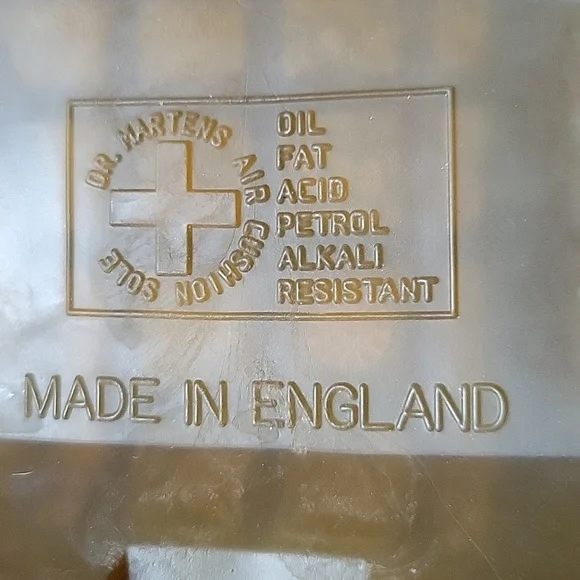 DR. MARTENS AIR CUSHION SOLE
OIL
FAT
ACID
PETROL
ALKALI
RESISTANT
MADE IN ENGLAND